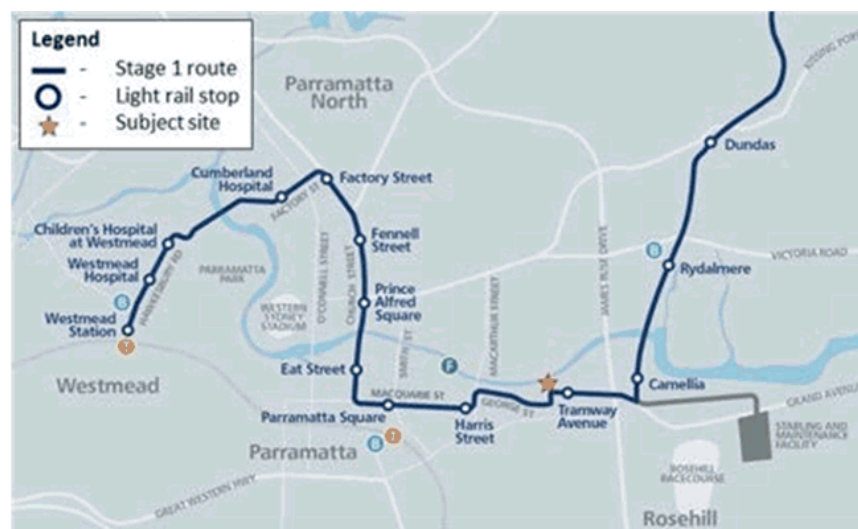 Legend
- Stage 1 route
- Light rail stop
- Subject site
Parramatta
North
KISSING POINT
Dundas
Cumberland
Hospital
Factory Street
FACTORY ST
Children's Hospital
at Westmead
Fennell
Street
Westmead
Hospital
HAWKESBURY RD
PARRAMATTA
PARK
O'CONNELL STREET
CHURCH STREET
B
VICTORIA ROAD
Rydalmere
JAMES RUSE DRIVE
Prince
Alfred
Square
MACARTHUR STREET
B
WESTERN
SYDNEY
STADIUM
Westmead
Station
T
SMITH ST
Eat Street
F
Westmead
Camellia
MACQUARIE ST
GEORGE ST
GRAND AVENUE
Parramatta Square
Harris
Street
Tramway
Avenue
STABLING AND
MAINTENANCE
FACILITY
Parramatta
B
T
ROSEHILL
RACECOURSE
GREAT WESTERN HWY
Rosehill